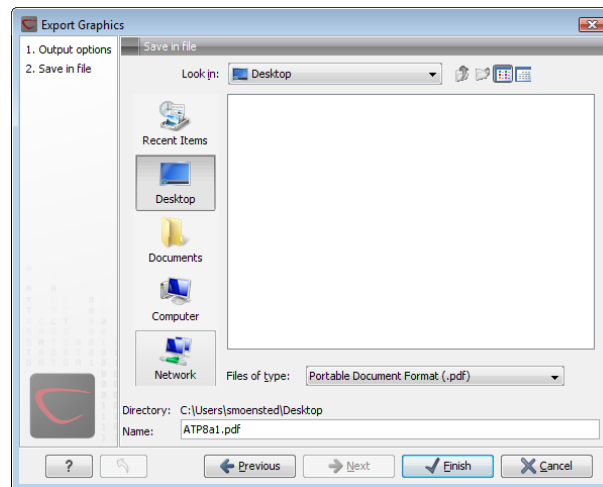 Export Graphics
1. Output options
2. Save in file
Save in file
Look in:
Desktop
Recent Items
Desktop
Documents
Computer
Network
Files of type:
Portable Document Format (.pdf)
Directory: C:\Users\smoensted\Desktop
Name: ATP8a1.pdf
?
Previous
Next
Finish
Cancel